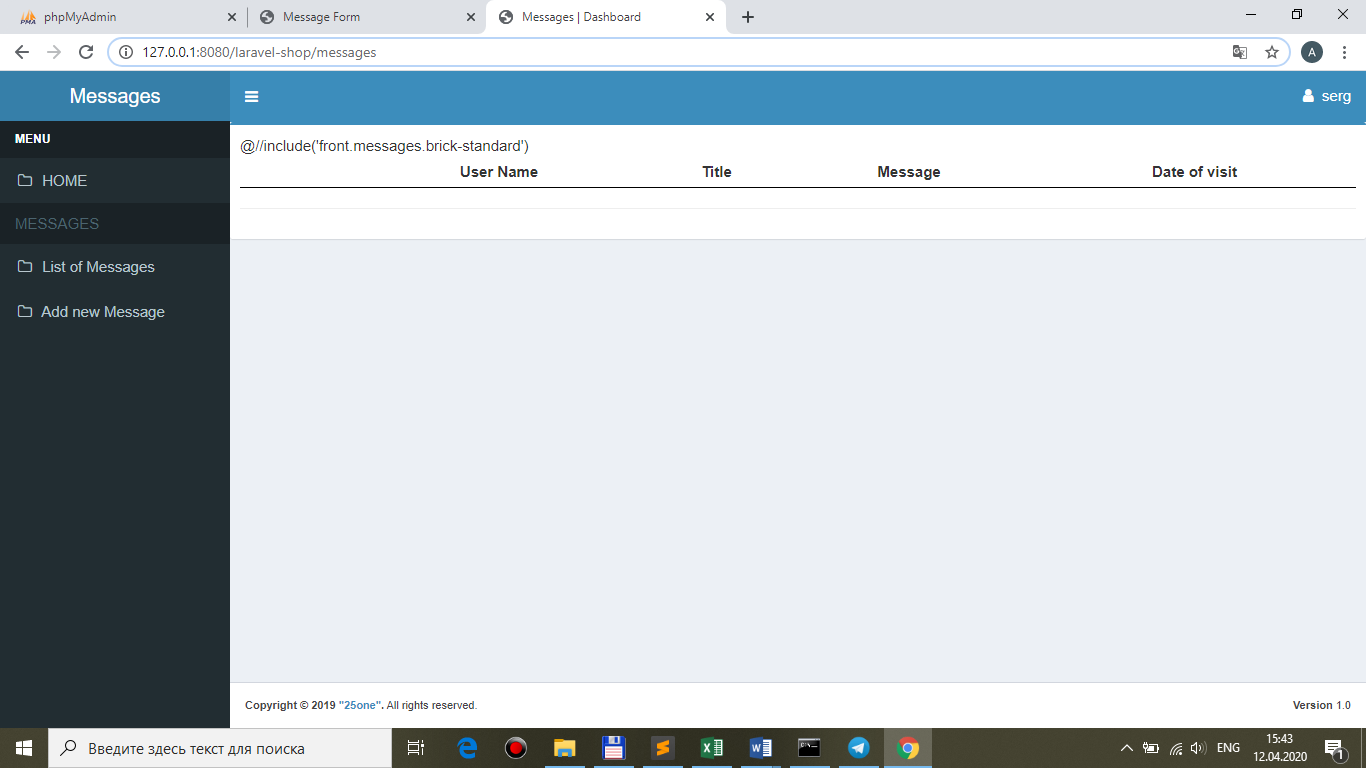 phpMyAdmin
Message Form
Messages | Dashboard
127.0.0.1:8080/laravel-shop/messages
A
Messages
serg
MENU
@//include('front.messages.brick-standard')
User Name Title Message Date of visit
HOME
MESSAGES
List of Messages
Add new Message
Copyright © 2019 "25one". All rights reserved.
Version 1.0
Введите здесь текст для поиска
ENG
15:43
12.04.2020
1